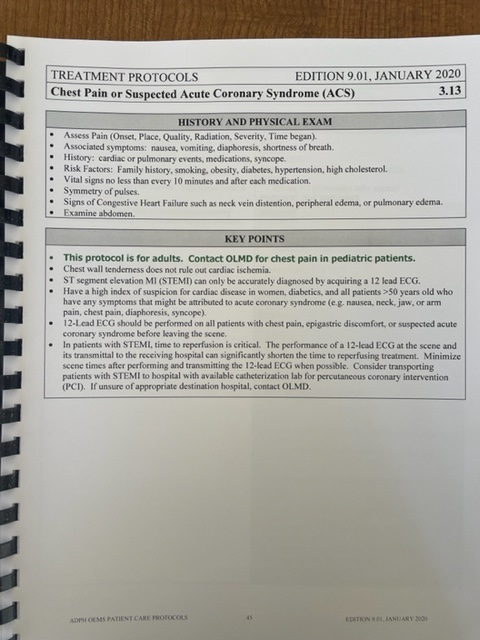 TREATMENT PROTOCOLS EDITION 9.01, JANUARY 2020
Chest Pain or Suspected Acute Coronary Syndrome (ACS) 3.13
HISTORY AND PHYSICAL EXAM
• Assess Pain (Onset, Place, Quality, Radiation, Severity, Time began).
• Associated symptoms: nausea, vomiting, diaphoresis, shortness of breath.
• History: cardiac or pulmonary events, medications, syncope.
• Risk Factors: Family history, smoking, obesity, diabetes, hypertension, high cholesterol.
• Vital signs no less than every 10 minutes and after each medication.
• Symmetry of pulses.
• Signs of Congestive Heart Failure such as neck vein distention, peripheral edema, or pulmonary edema.
• Examine abdomen.
KEY POINTS
• This protocol is for adults. Contact OLMD for chest pain in pediatric patients.
• Chest wall tenderness does not rule out cardiac ischemia.
• ST segment elevation MI (STEMI) can only be accurately diagnosed by acquiring a 12 lead ECG.
• Have a high index of suspicion for cardiac disease in women, diabetics, and all patients >50 years old who
have any symptoms that might be attributed to acute coronary syndrome (e.g. nausea, neck, jaw, or arm
pain, chest pain, diaphoresis, syncope).
• 12-Lead ECG should be performed on all patients with chest pain, epigastric discomfort, or suspected acute
coronary syndrome before leaving the scene.
• In patients with STEMI, time to reperfusion is critical. The performance of a 12-lead ECG at the scene and
its transmittal to the receiving hospital can significantly shorten the time to reperfusing treatment. Minimize
scene times after performing and transmitting the 12-lead ECG when possible. Consider transporting
patients with STEMI to hospital with available catheterization lab for percutaneous coronary intervention
(PCI). If unsure of appropriate destination hospital, contact OLMD.
ADPH OEMS PATIENT CARE PROTOCOLS 43 EDITION 9.01, JANUARY 2020